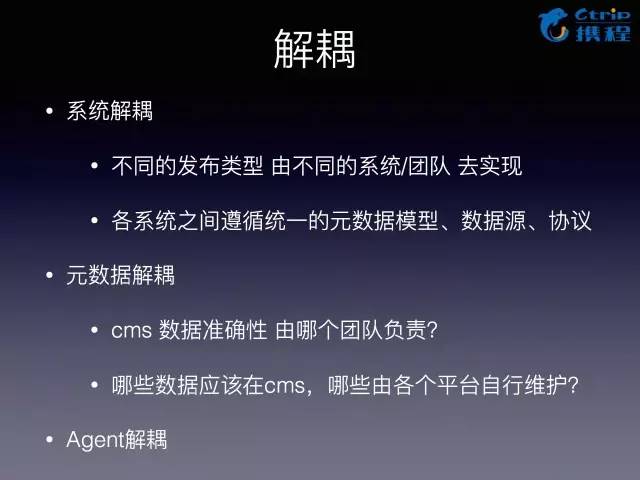 Ctrip
携程
解耦
• 系统解耦
• 不同的发布类型 由不同的系统/团队 去实现
• 各系统之间遵循统一的元数据模型、数据源、协议
• 元数据解耦
• cms 数据准确性 由哪个团队负责?
• 哪些数据应该在cms，哪些由各个平台自行维护?
• Agent解耦